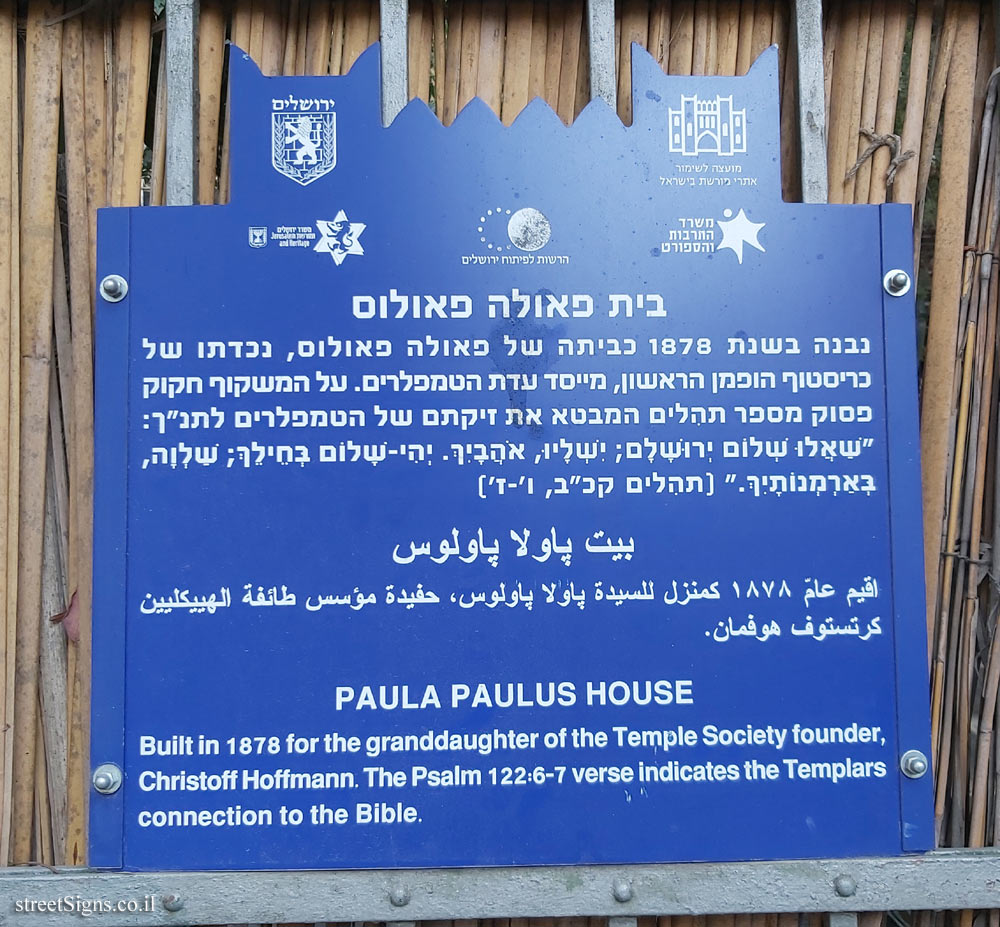 ירושלים
מועצה לשימור
אתרי מורשת בישראל
משרד
התרבות
והספורט
הרשות לפיתוח ירושלים
משרד ירושלים
Jerusalem
and Heritage
בית פאולה פאולוס
נבנה בשנת 1878 כביתה של פאולה פאולוס, נכדתו של
כריסטוף הופמן הראשון, מייסד עדת הטמפלרים. על המשקוף חקוק
פסוק מספר תהלים המבטא את זיקתם של הטמפלרים לתנ״ך:
״שַׁאֲלוּ שְׁלוֹם יְרוּשָׁלִָם; יִשְׁלָיוּ, אֹהֲבָיִךְ. יְהִי-שָׁלוֹם בְּחֵילֵךְ; שַׁלְוָה,
בְּאַרְמְנוֹתָיִךְ.״ (תהלים קכ״ב, ו׳-ז׳)
بيت پاولا پاولوس
اقيم عامّ ١٨٧٨ كمنزل للسيدة پاولا پاولوس، حفيدة مؤسس طائفة الهييكليين
كرتستوف هوفمان.
PAULA PAULUS HOUSE
Built in 1878 for the granddaughter of the Temple Society founder,
Christoff Hoffmann. The Psalm 122:6-7 verse indicates the Templars
connection to the Bible.
streetSigns.co.il